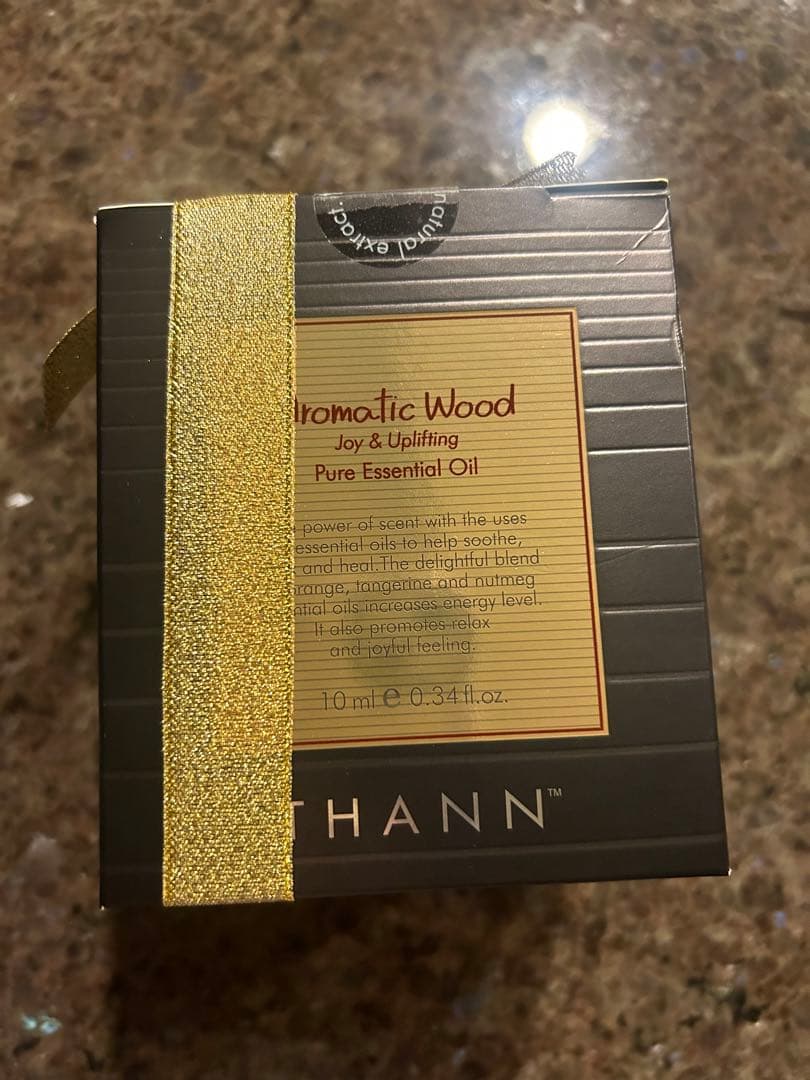 natural extract.
romatic Wood
Joy & Uplifting
Pure Essential Oil
power of scent with the uses
essential oils to help soothe,
and heal. The delightful blend
range, tangerine and nutmeg
ntial oils increases energy level.
It also promotes relax
and joyful feeling.
10 ml e 0.34 fl.oz.
THANN™